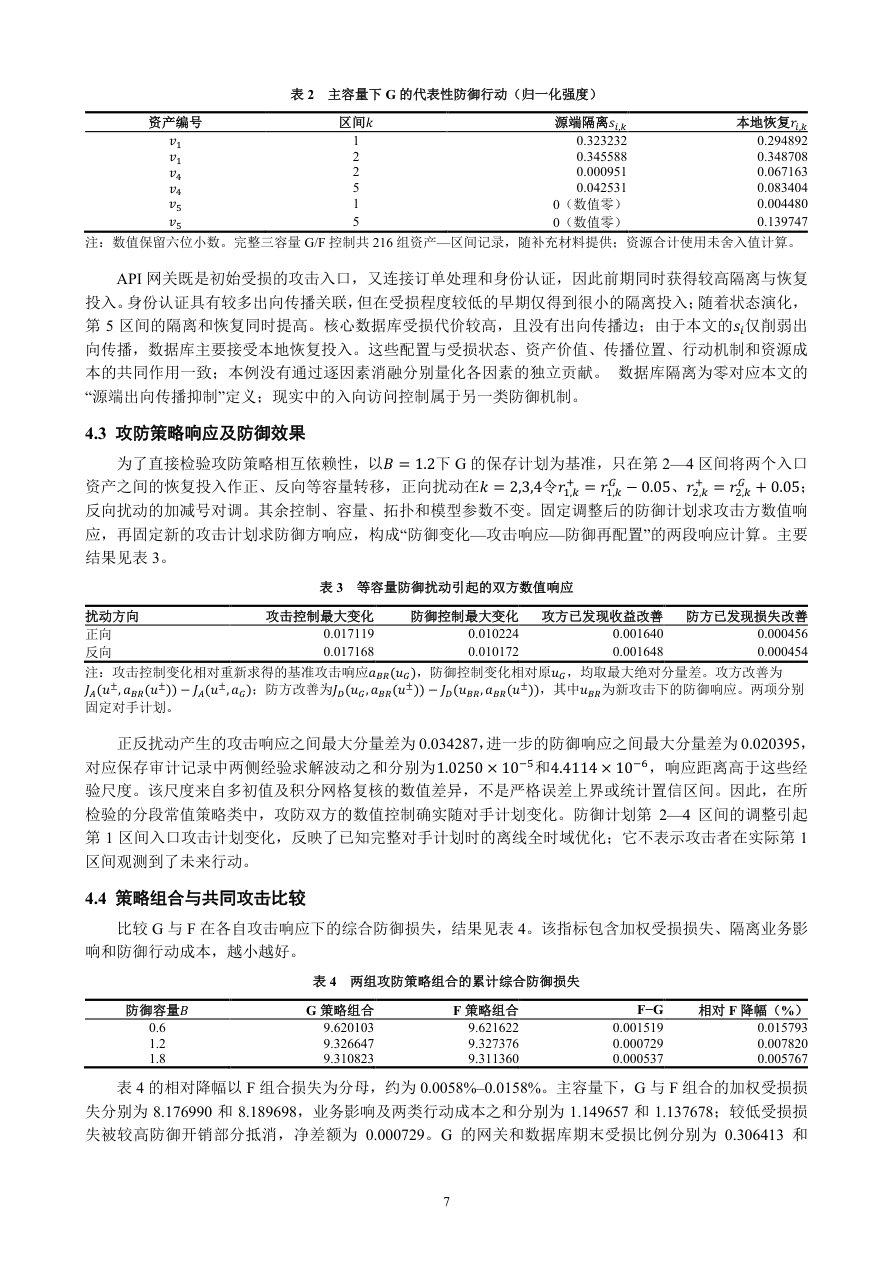 表 2 主容量下 G 的代表性防御行动（归一化强度）
资产编号 区间k 源端隔离s_{i,k} 本地恢复r_{i,k}
v_1 1 0.323232 0.294892
v_1 2 0.345588 0.348708
v_4 2 0.000951 0.067163
v_4 5 0.042531 0.083404
v_5 1 0（数值零） 0.004480
v_5 5 0（数值零） 0.139747
注：数值保留六位小数。完整三容量 G/F 控制共 216 组资产—区间记录，随补充材料提供；资源合计使用未舍入值计算。
API 网关既是初始受损的攻击入口，又连接订单处理和身份认证，因此前期同时获得较高隔离与恢复
投入。身份认证具有较多出向传播关联，但在受损程度较低的早期仅得到很小的隔离投入；随着状态演化，
第 5 区间的隔离和恢复同时提高。核心数据库受损代价较高，且没有出向传播边；由于本文的s_i仅削弱出
向传播，数据库主要接受本地恢复投入。这些配置与受损状态、资产价值、传播位置、行动机制和资源成
本的共同作用一致；本例没有通过逐因素消融分别量化各因素的独立贡献。 数据库隔离为零对应本文的
“源端出向传播抑制”定义；现实中的入向访问控制属于另一类防御机制。
4.3 攻防策略响应及防御效果
为了直接检验攻防策略相互依赖性，以B = 1.2下 G 的保存计划为基准，只在第 2—4 区间将两个入口
资产之间的恢复投入作正、反向等容量转移，正向扰动在k = 2,3,4令r_{1,k}^+ = r_{1,k}^G − 0.05、r_{2,k}^+ = r_{2,k}^G + 0.05；
反向扰动的加减号对调。其余控制、容量、拓扑和模型参数不变。固定调整后的防御计划求攻击方数值响
应，再固定新的攻击计划求防御方响应，构成“防御变化—攻击响应—防御再配置”的两段响应计算。主要
结果见表 3。
表 3 等容量防御扰动引起的双方数值响应
扰动方向 攻击控制最大变化 防御控制最大变化 攻方已发现收益改善 防方已发现损失改善
正向 0.017119 0.010224 0.001640 0.000456
反向 0.017168 0.010172 0.001648 0.000454
注：攻击控制变化相对重新求得的基准攻击响应a_{BR}(u_G)，防御控制变化相对原u_G，均取最大绝对分量差。攻方改善为
J_A(u^±, a_{BR}(u^±)) − J_A(u^±, a_G)；防方改善为J_D(u_G, a_{BR}(u^±)) − J_D(u_{BR}, a_{BR}(u^±))，其中u_{BR}为新攻击下的防御响应。两项分别
固定对手计划。
正反扰动产生的攻击响应之间最大分量差为 0.034287，进一步的防御响应之间最大分量差为 0.020395，
对应保存审计记录中两侧经验求解波动之和分别为1.0250 × 10^{−5}和4.4114 × 10^{−6}，响应距离高于这些经
验尺度。该尺度来自多初值及积分网格复核的数值差异，不是严格误差上界或统计置信区间。因此，在所
检验的分段常值策略类中，攻防双方的数值控制确实随对手计划变化。防御计划第 2—4 区间的调整引起
第 1 区间入口攻击计划变化，反映了已知完整对手计划时的离线全时域优化；它不表示攻击者在实际第 1
区间观测到了未来行动。
4.4 策略组合与共同攻击比较
比较 G 与 F 在各自攻击响应下的综合防御损失，结果见表 4。该指标包含加权受损损失、隔离业务影
响和防御行动成本，越小越好。
表 4 两组攻防策略组合的累计综合防御损失
防御容量B G 策略组合 F 策略组合 F−G 相对 F 降幅（%）
0.6 9.620103 9.621622 0.001519 0.015793
1.2 9.326647 9.327376 0.000729 0.007820
1.8 9.310823 9.311360 0.000537 0.005767
表 4 的相对降幅以 F 组合损失为分母，约为 0.0058%–0.0158%。主容量下，G 与 F 组合的加权受损损
失分别为 8.176990 和 8.189698，业务影响及两类行动成本之和分别为 1.149657 和 1.137678；较低受损损
失被较高防御开销部分抵消，净差额为 0.000729。G 的网关和数据库期末受损比例分别为 0.306413 和
7